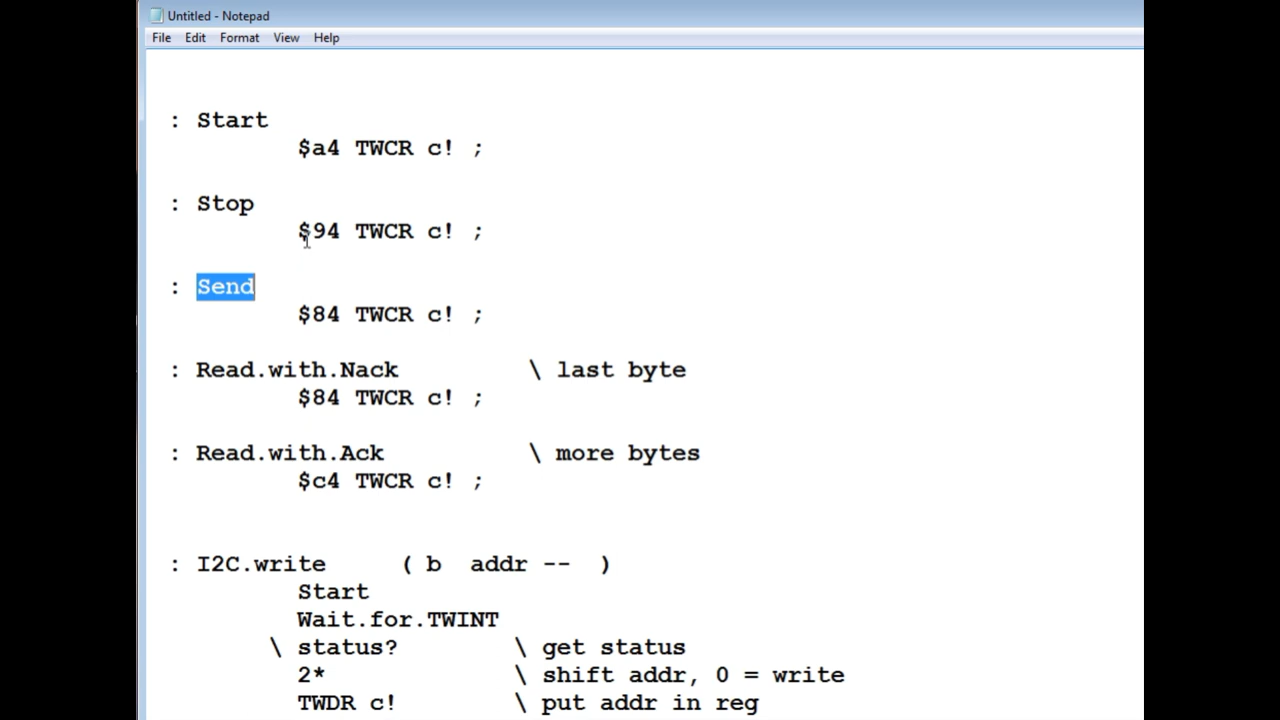 Untitled - Notepad
File Edit Format View Help
: Start
$a4 TWCR c! ;
: Stop
$94 TWCR c! ;
: Send
$84 TWCR c! ;
: Read.with.Nack \ last byte
$84 TWCR c! ;
: Read.with.Ack \ more bytes
$c4 TWCR c! ;
: I2C.write ( b addr -- )
Start
Wait.for.TWINT
\ status? \ get status
2* \ shift addr, 0 = write
TWDR c! \ put addr in reg